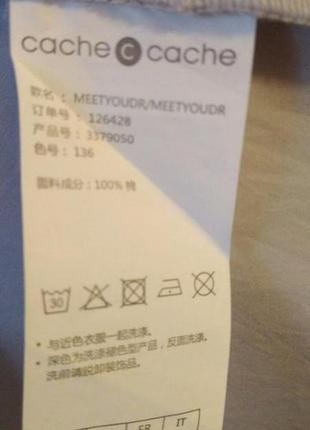 cache c cache
款名：MEETYOUDR/MEETYOUDR
订单号：126428
产品号：3379050
色号：136
面料成分：100% 棉
30
• 与近色衣服一起洗涤。
• 深色为洗涤褪色型产品，反面洗涤。
洗前请脱卸装饰品。
FR IT